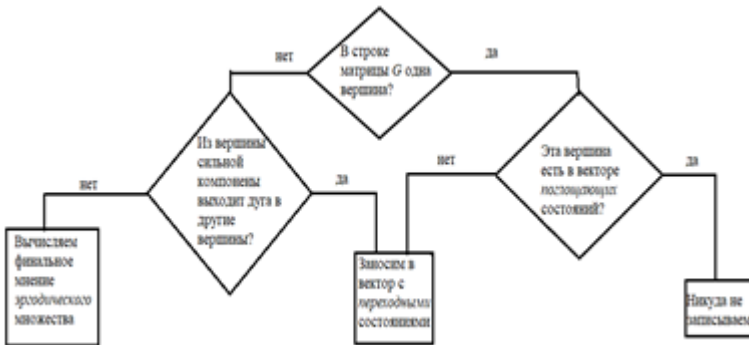 нет
да
В строке
матрицы G одна
вершина?
Из вершины
сильной
компонены
выходит дуга в
другие
вершины?
нет
да
Эта вершина
есть в векторе
поглощающих
состояний?
нет
да
Вычисляем
финальное
мнение
эргодического
множества
Заносим в
вектор с
переходными
состояниями
Никуда не
записываем